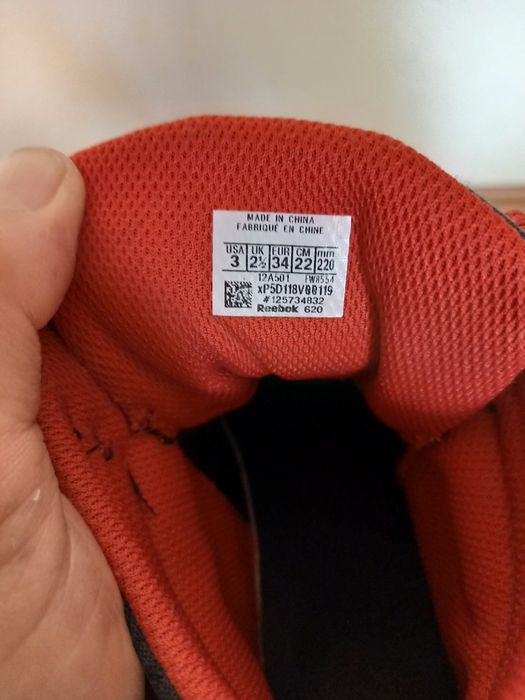 MADE IN CHINA
FABRIQUÉ EN CHINE
USA UK EUR CM mm
3 2½ 34 22 220
12A501 FW8554
xP5D118V00119
#125734832
Reebok 620